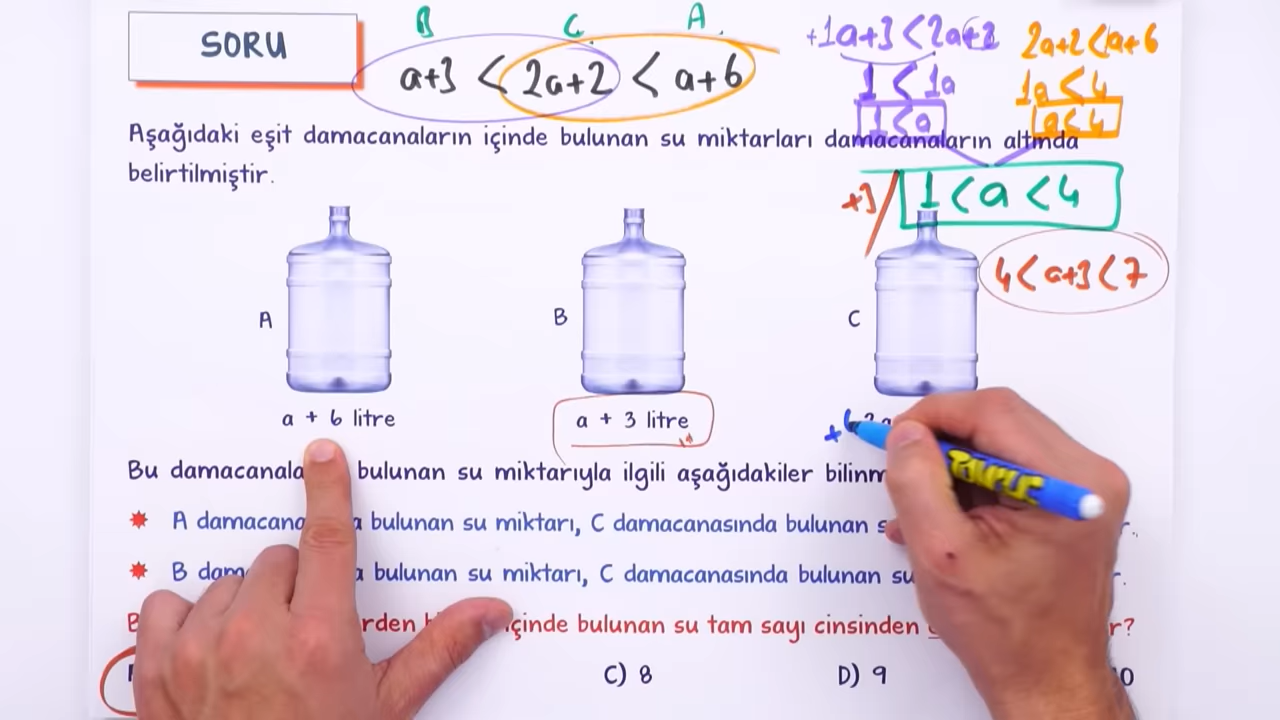 B C. A.
SORU
a+3 < 2a+2 < a+6
+1a+3<2a+2
1 < 1a
1<a
2a+2<a+6
1a<4
a<4
Aşağıdaki eşit damacanaların içinde bulunan su miktarları damacanaların altında
belirtilmiştir.
+3/ 1<a<4
4<a+3<7
A B C
a + 6 litre a + 3 litre
Bu damacanala bulunan su miktarıyla ilgili aşağıdakiler bilinm
A damacana a bulunan su miktarı, C damacanasında bulunan s r.
B dam a bulunan su miktarı, C damacanasında bulunan su r.
B rden içinde bulunan su tam sayı cinsinden r?
C) 8 D) 9 10